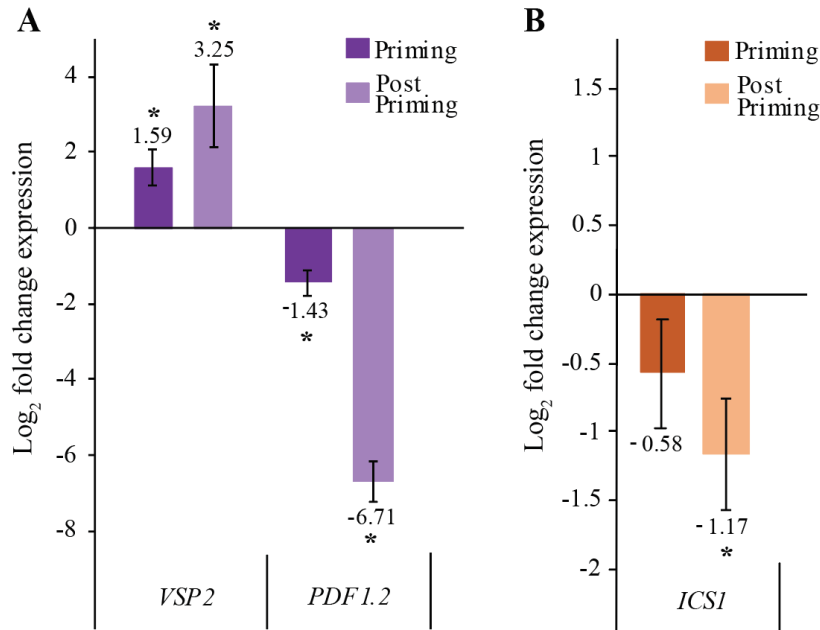 A
Log2 fold change expression
4
2
0
-2
-4
-6
-8
*
1.59
*
3.25
-1.43
*
-6.71
*
Priming
Post
Priming
VSP2
PDF1.2
B
Log2 fold change expression
1.5
1
0.5
0
-0.5
-1
-1.5
-2
Priming
Post
Priming
-0.58
-1.17
*
ICS1